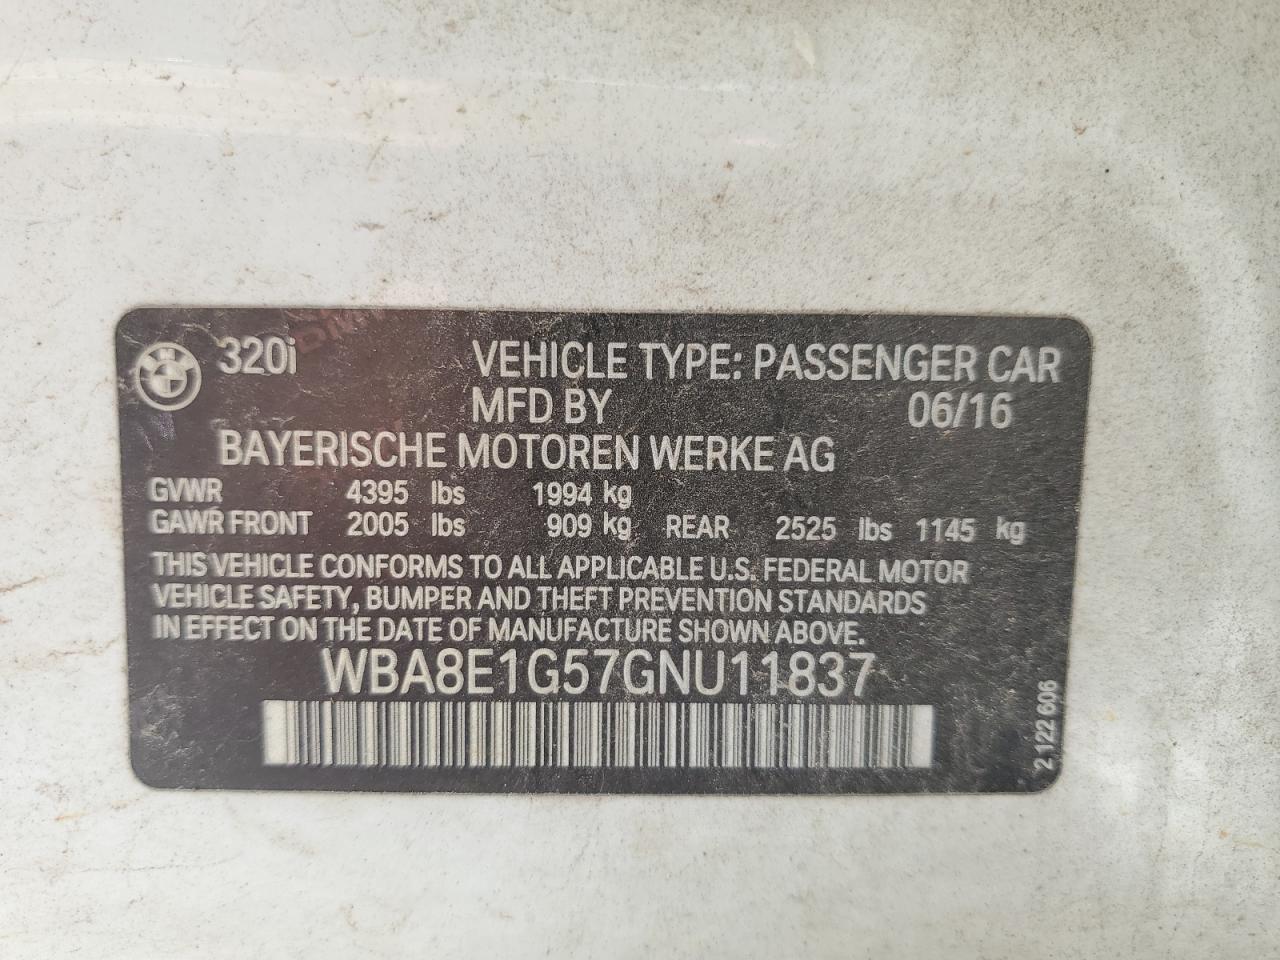 320i VEHICLE TYPE: PASSENGER CAR
MFD BY 06/16
BAYERISCHE MOTOREN WERKE AG
GVWR 4395 lbs 1994 kg
GAWR FRONT 2005 lbs 909 kg REAR 2525 lbs 1145 kg
THIS VEHICLE CONFORMS TO ALL APPLICABLE U.S. FEDERAL MOTOR
VEHICLE SAFETY, BUMPER AND THEFT PREVENTION STANDARDS
IN EFFECT ON THE DATE OF MANUFACTURE SHOWN ABOVE.
WBA8E1G57GNU11837
2 122 606